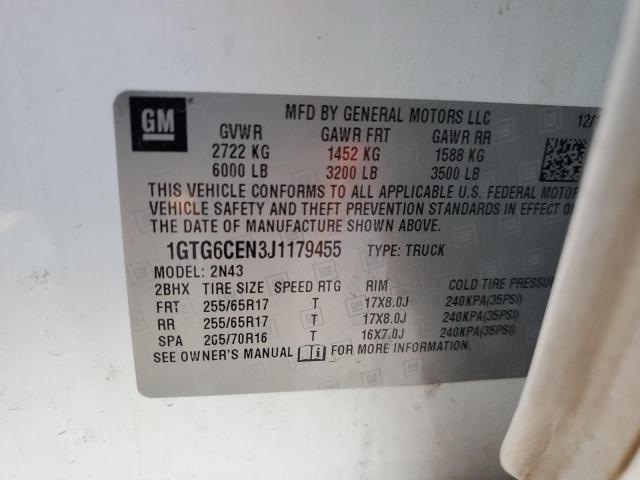 GM
MFD BY GENERAL MOTORS LLC 12/
GVWR GAWR FRT GAWR RR
2722 KG 1452 KG 1588 KG
6000 LB 3200 LB 3500 LB
THIS VEHICLE CONFORMS TO ALL APPLICABLE U.S. FEDERAL MOTOR
VEHICLE SAFETY AND THEFT PREVENTION STANDARDS IN EFFECT O
THE DATE OF MANUFACTURE SHOWN ABOVE.
1GTG6CEN3J1179455 TYPE: TRUCK
MODEL: 2N43
2BHX TIRE SIZE SPEED RTG RIM COLD TIRE PRESSUR
FRT 255/65R17 T 17X8.0J 240KPA(35PSI)
RR 255/65R17 T 17X8.0J 240KPA(35PSI)
SPA 2G5/70R16 T 16X7.0J 240KPA(35PSI)
SEE OWNER'S MANUAL i FOR MORE INFORMATION.